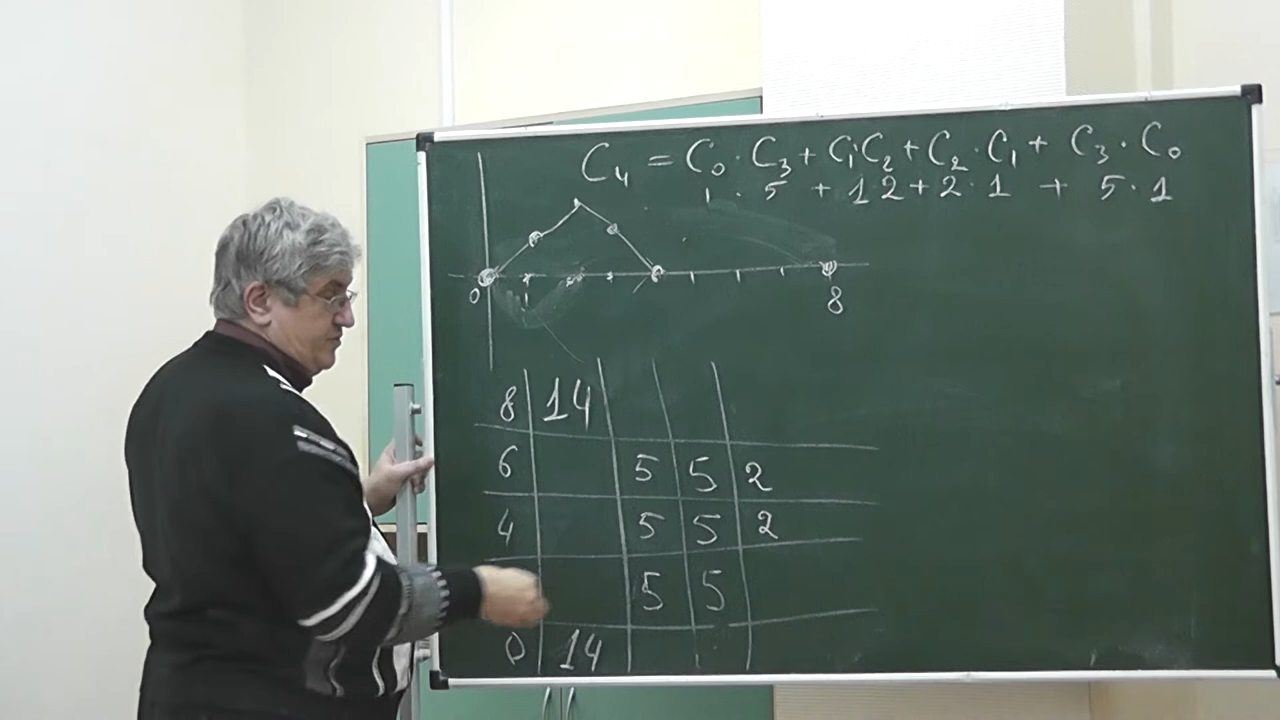 C₄ = C₀ · C₃ + C₁C₂ + C₂ · C₁ + C₃ · C₀
1 · 5 + 1 2 + 2 · 1 + 5 · 1
0 8
8 14
6 5 5 2
4 5 5 2
5 5
0 14